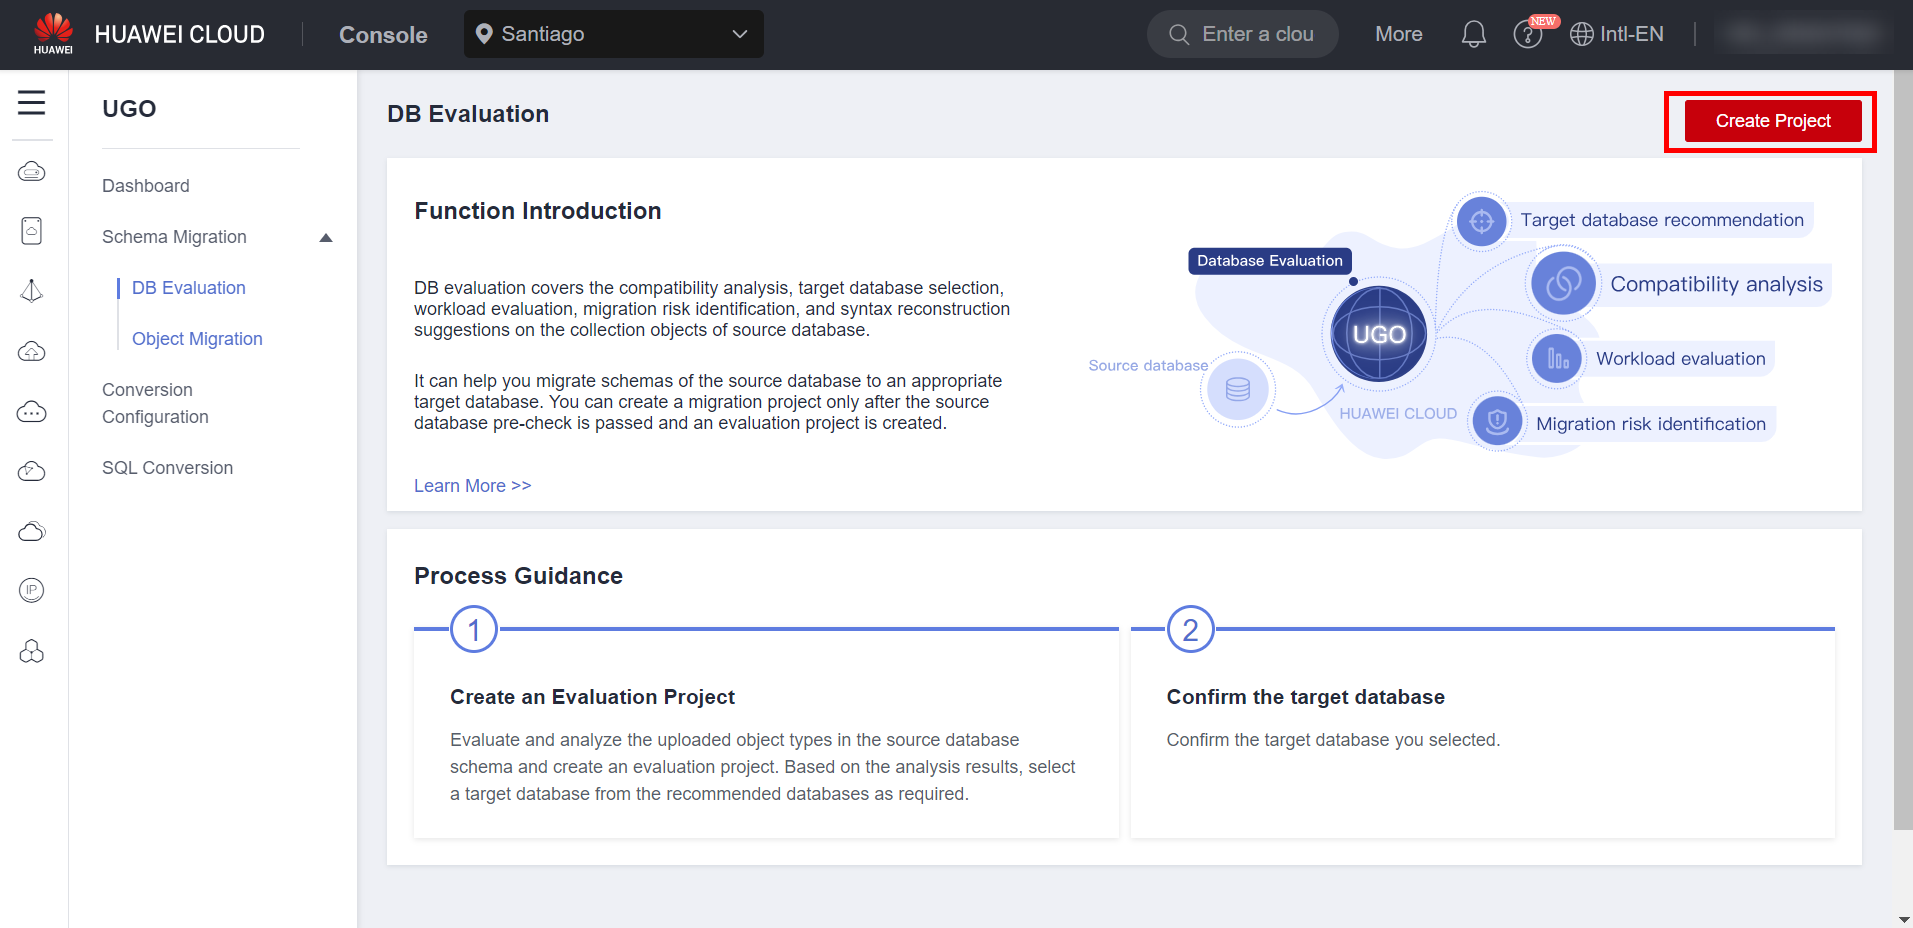 HUAWEI
HUAWEI CLOUD
Console
Santiago
Enter a clou
More
NEW
Intl-EN
UGO
Dashboard
Schema Migration
DB Evaluation
Object Migration
Conversion
Configuration
SQL Conversion
IP
DB Evaluation
Create Project
Function Introduction
DB evaluation covers the compatibility analysis, target database selection,
workload evaluation, migration risk identification, and syntax reconstruction
suggestions on the collection objects of source database.
It can help you migrate schemas of the source database to an appropriate
target database. You can create a migration project only after the source
database pre-check is passed and an evaluation project is created.
Learn More >>
Database Evaluation
UGO
Source database
HUAWEI CLOUD
Target database recommendation
Compatibility analysis
Workload evaluation
Migration risk identification
Process Guidance
1
Create an Evaluation Project
Evaluate and analyze the uploaded object types in the source database
schema and create an evaluation project. Based on the analysis results, select
a target database from the recommended databases as required.
2
Confirm the target database
Confirm the target database you selected.